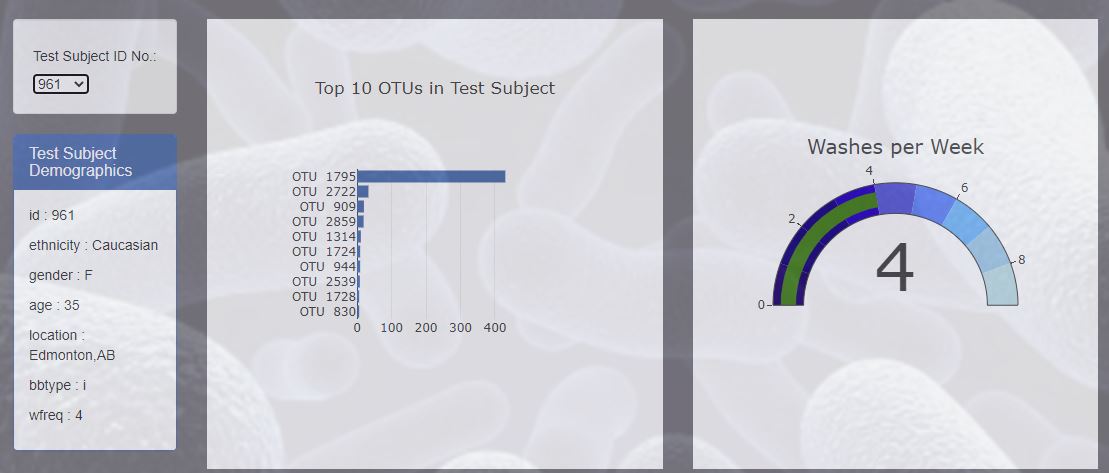 Test Subject ID No.:
961
Test Subject
Demographics
id : 961
ethnicity : Caucasian
gender : F
age : 35
location :
Edmonton,AB
bbtype : i
wfreq : 4
Top 10 OTUs in Test Subject
OTU 1795
OTU 2722
OTU 909
OTU 2859
OTU 1314
OTU 1724
OTU 944
OTU 2539
OTU 1728
OTU 830
0 100 200 300 400
Washes per Week
0
2
4
6
8
4